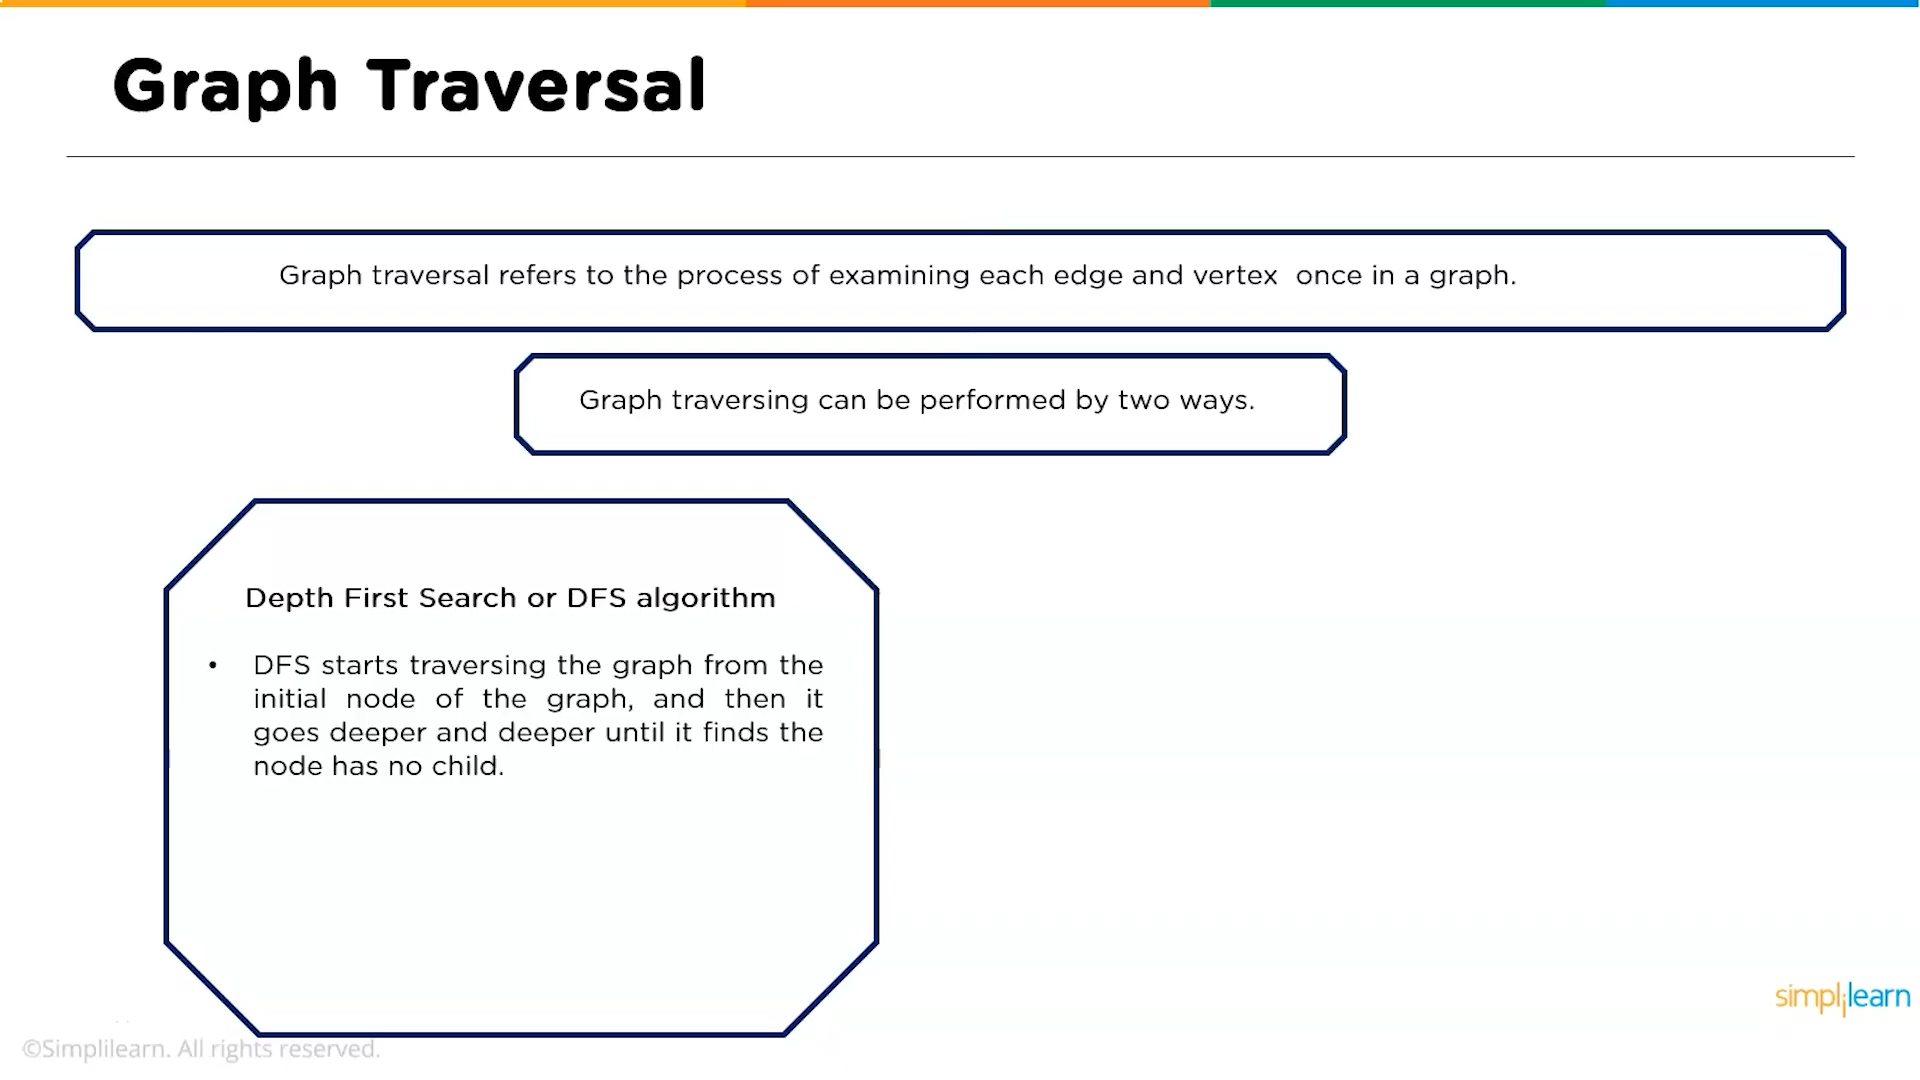 Graph Traversal
Graph traversal refers to the process of examining each edge and vertex once in a graph.
Graph traversing can be performed by two ways.
Depth First Search or DFS algorithm
• DFS starts traversing the graph from the
initial node of the graph, and then it
goes deeper and deeper until it finds the
node has no child.
simplilearn
©Simplilearn. All rights reserved.